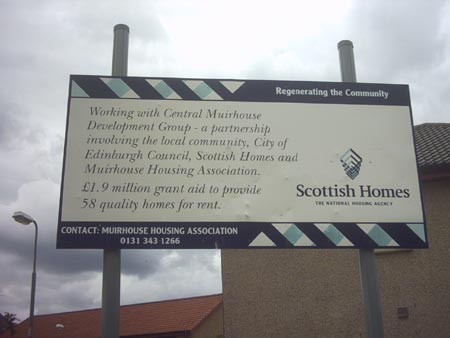 Regenerating the Community
Working with Central Muirhouse
Development Group - a partnership
involving the local community, City of
Edinburgh Council, Scottish Homes and
Muirhouse Housing Association.
£1.9 million grant aid to provide
58 quality homes for rent.
Scottish Homes
THE NATIONAL HOUSING AGENCY
CONTACT: MUIRHOUSE HOUSING ASSOCIATION
0131 343 1266